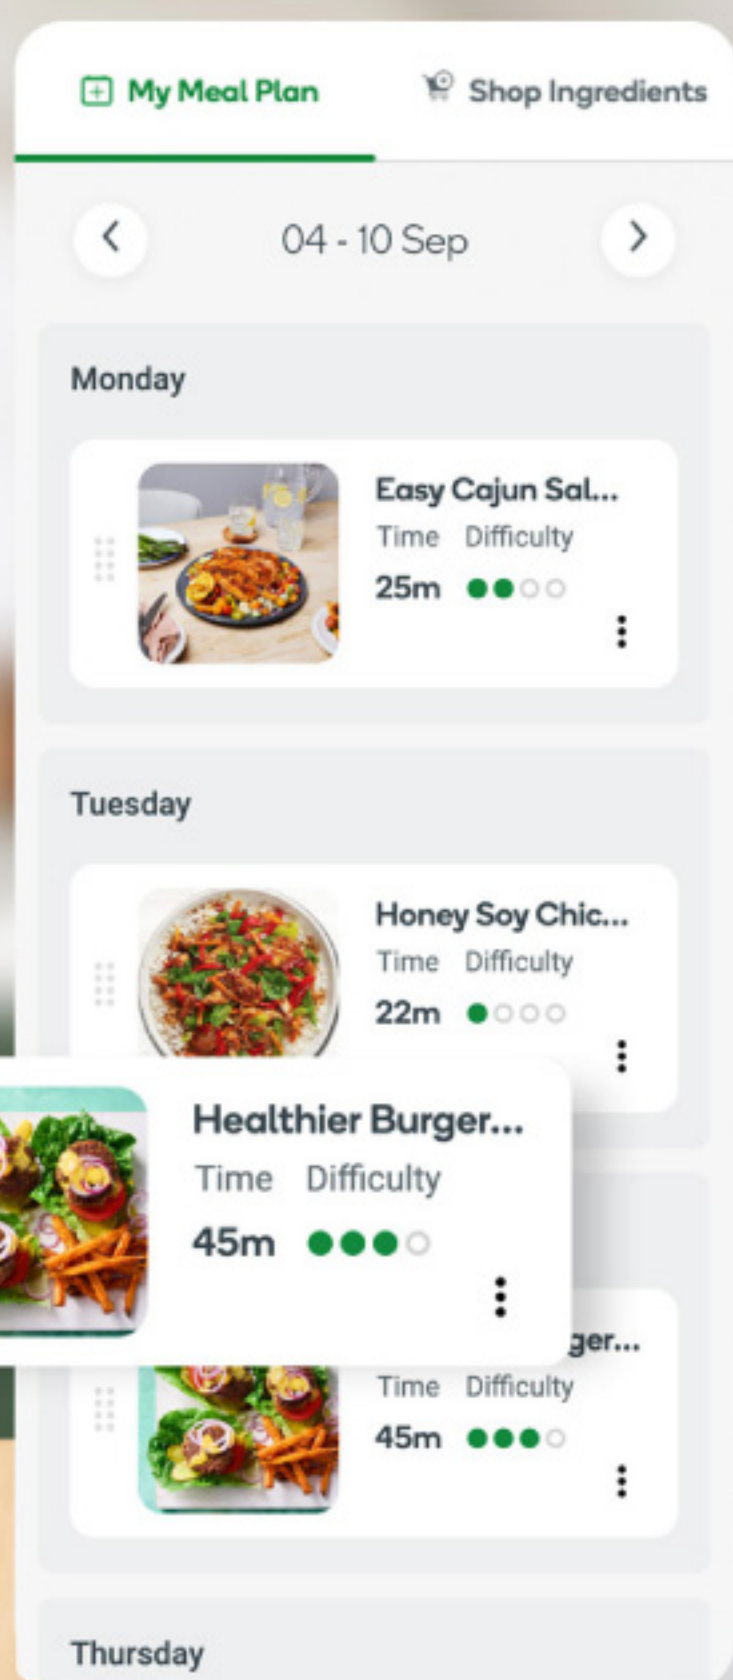 My Meal Plan
Shop Ingredients
04 - 10 Sep
Monday
Easy Cajun Sal...
Time Difficulty
25m
Tuesday
Honey Soy Chic...
Time Difficulty
22m
Healthier Burger...
Time Difficulty
45m
ger...
Time Difficulty
45m
Thursday